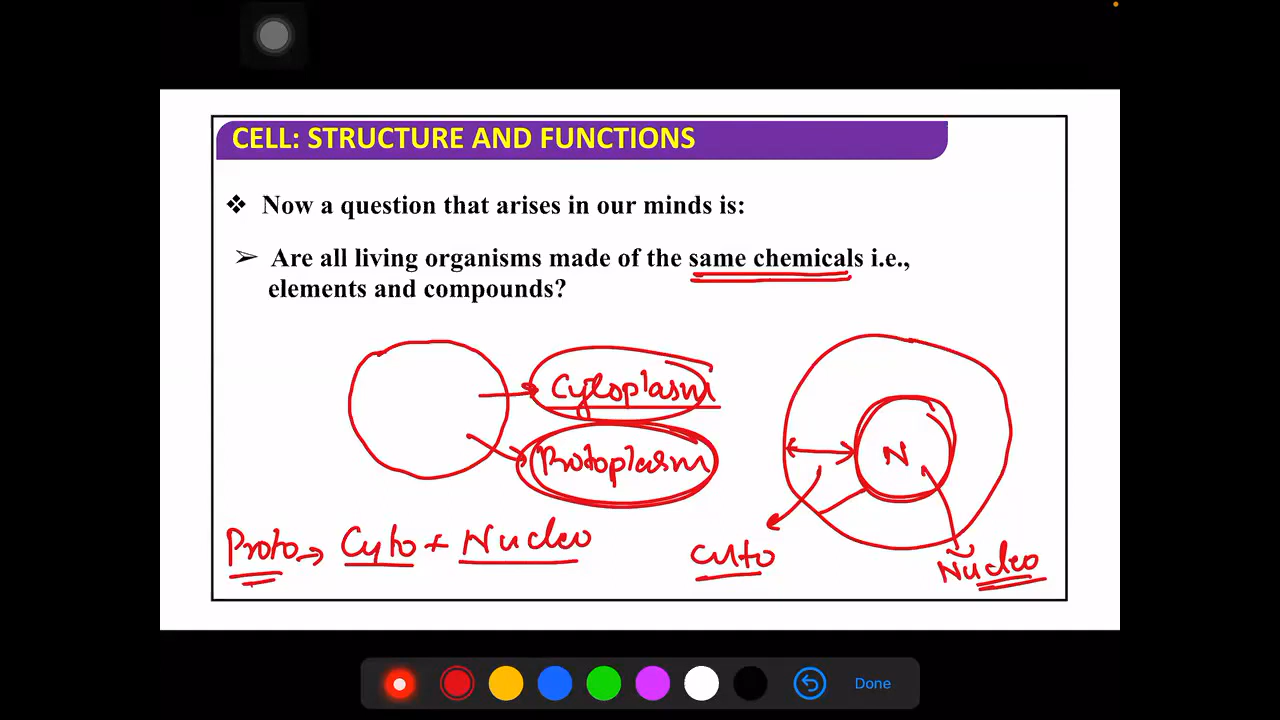 CELL: STRUCTURE AND FUNCTIONS
❖ Now a question that arises in our minds is:
➢ Are all living organisms made of the same chemicals i.e.,
elements and compounds?
Cytoplasm
Protoplasm
N
Proto → Cyto + Nucleo
Cyto
Nucleo
Done